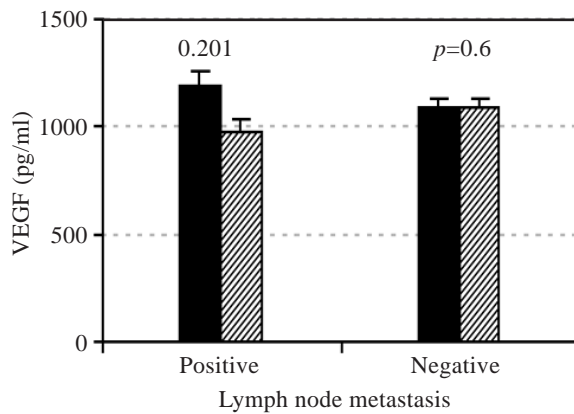 1500
0.201
p=0.6
1000
VEGF (pg/ml)
500
0
Positive
Negative
Lymph node metastasis